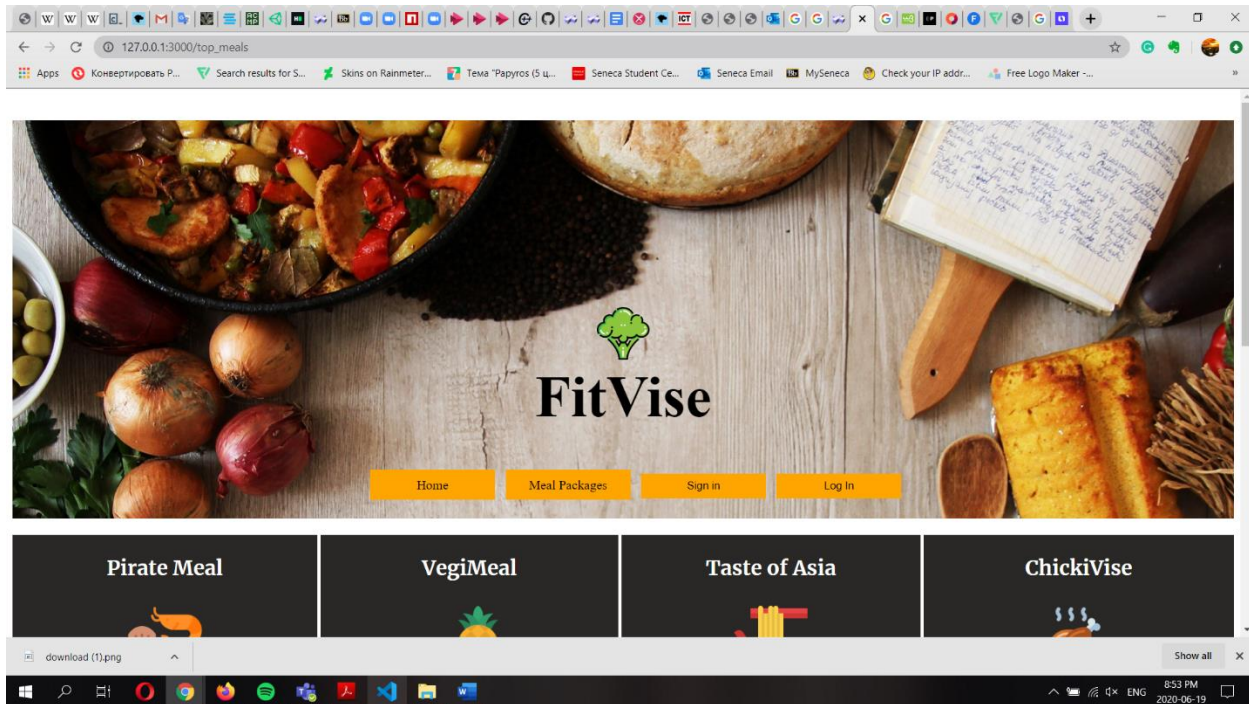 127.0.0.1:3000/top_meals
Apps
Конвертировать Р...
Search results for S...
Skins on Rainmeter...
Тема "Papyros (5 ц...
Seneca Student Ce...
Seneca Email
MySeneca
Check your IP addr...
Free Logo Maker -...
FitVise
Home
Meal Packages
Sign in
Log In
Pirate Meal
VegiMeal
Taste of Asia
ChickiVise
download (1).png
Show all
ENG
8:53 PM
2020-06-19